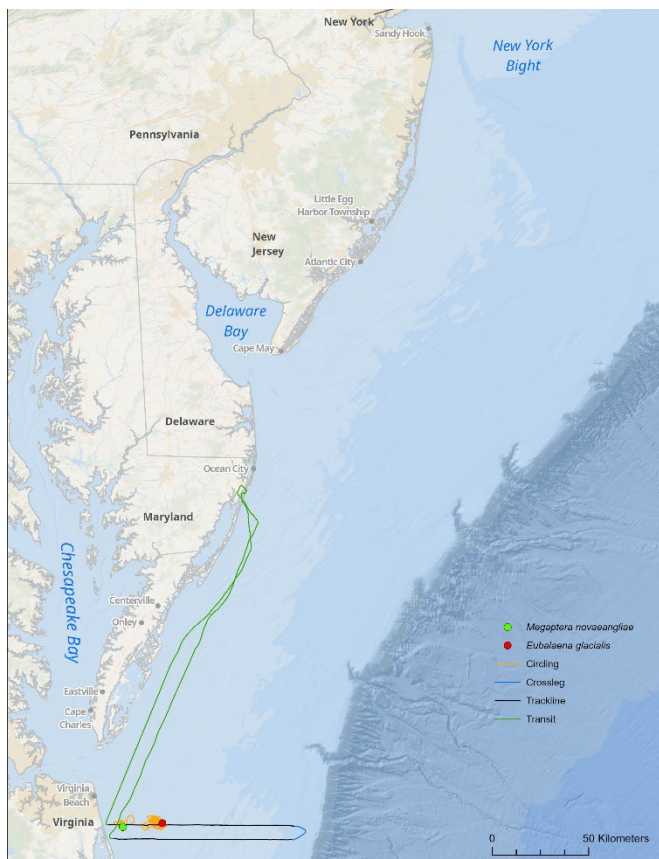 New York
Sandy Hook
New York
Bight
Pennsylvania
Little Egg
Harbor Township
New
Jersey
Atlantic City
Delaware
Bay
Cape May
Delaware
Ocean City
Maryland
Chesapeake Bay
Centerville
Onley
Megaptera novaeangliae
Eubalaena glacialis
Circling
Crossleg
Trackline
Transit
Eastville
Cape
Charles
Virginia
Beach
Virginia
0 50 Kilometers